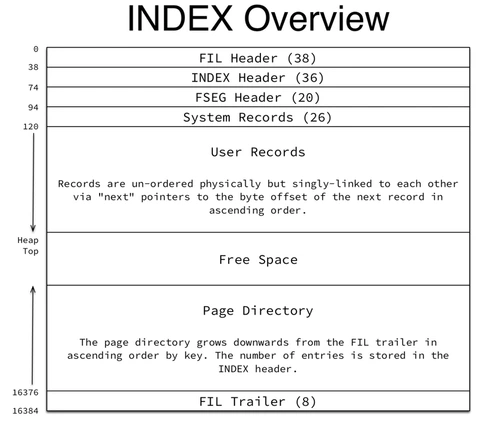 INDEX Overview
0
FIL Header (38)
38
INDEX Header (36)
74
FSEG Header (20)
94
System Records (26)
120
User Records
Records are un-ordered physically but singly-linked to each other
via "next" pointers to the byte offset of the next record in
ascending order.
Heap
Top
Free Space
Page Directory
The page directory grows downwards from the FIL trailer in
ascending order by key. The number of entries is stored in the
INDEX header.
16376
FIL Trailer (8)
16384